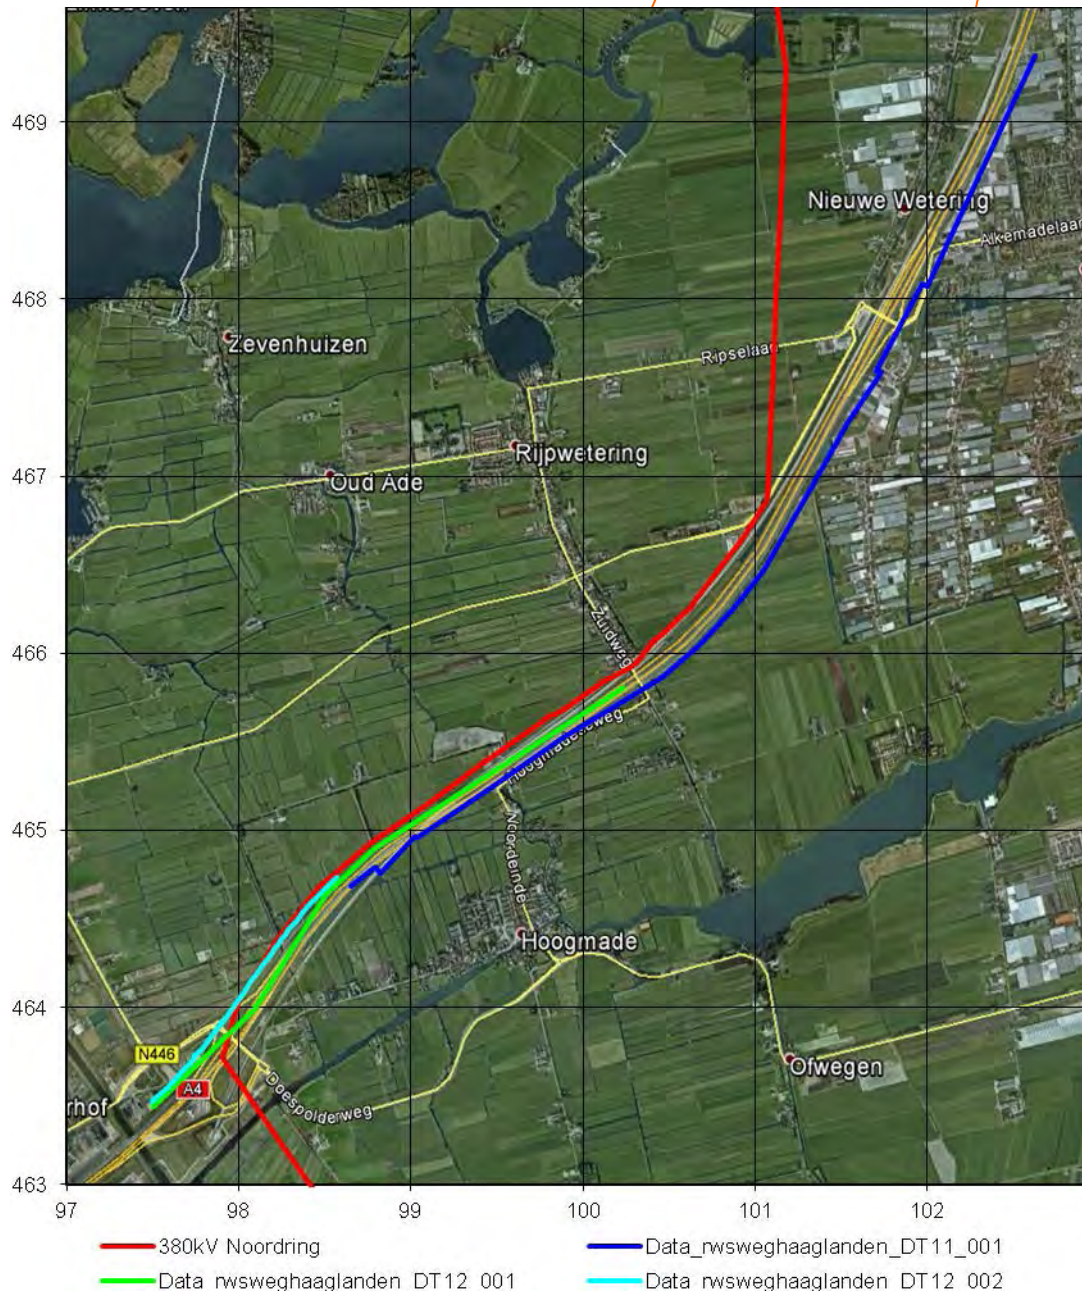 469
Nieuwe Wetering
Alkemadelaan
468
Zevenhuizen
Ripselaan
Rijpwetering
467
Oud Ade
Zuidweg
466
Hoogmadeseweg
465
Noordeinde
Hoogmade
464
N446
A4
Ofwegen
Doespolderweg
rhof
463
97 98 99 100 101 102
380kV Noordring
Data_rwsweghaaglanden_DT11_001
Data_rwsweghaaglanden_DT12_001
Data_rwsweghaaglanden_DT12_002